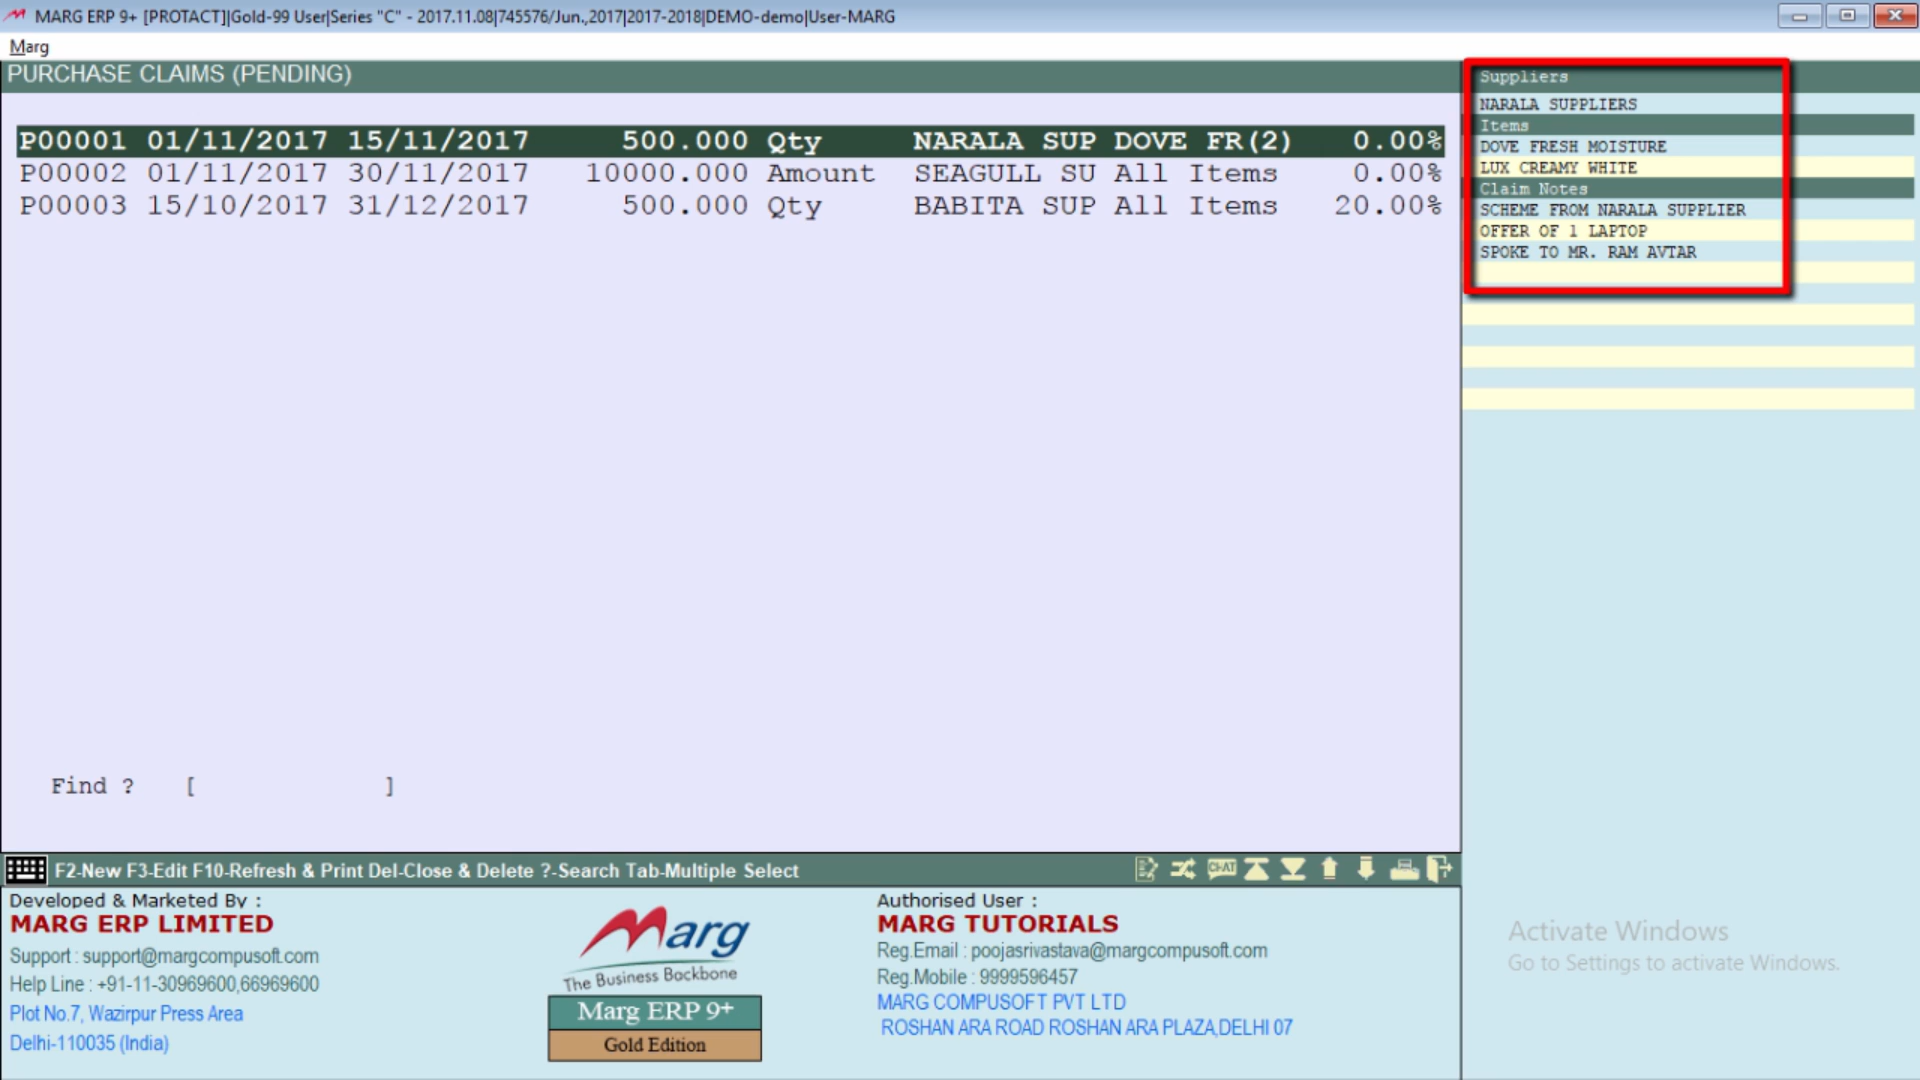 MARG ERP 9+ [PROTACT]|Gold-99 User|Series "C" - 2017.11.08|745576/Jun.,2017|2017-2018|DEMO-demo|User-MARG
Marg
PURCHASE CLAIMS (PENDING)
P00001 01/11/2017 15/11/2017 500.000 Qty NARALA SUP DOVE FR(2) 0.00%
P00002 01/11/2017 30/11/2017 10000.000 Amount SEAGULL SU All Items 0.00%
P00003 15/10/2017 31/12/2017 500.000 Qty BABITA SUP All Items 20.00%
Find ? [ ]
Suppliers
NARALA SUPPLIERS
Items
DOVE FRESH MOISTURE
LUX CREAMY WHITE
Claim Notes
SCHEME FROM NARALA SUPPLIER
OFFER OF 1 LAPTOP
SPOKE TO MR. RAM AVTAR
F2-New F3-Edit F10-Refresh & Print Del-Close & Delete ?-Search Tab-Multiple Select
CHAT
Developed & Marketed By :
MARG ERP LIMITED
Support : support@margcompusoft.com
Help Line : +91-11-30969600,66969600
Plot No.7, Wazirpur Press Area
Delhi-110035 (India)
Marg
The Business Backbone
Marg ERP 9+
Gold Edition
Authorised User :
MARG TUTORIALS
Reg.Email : poojasrivastava@margcompusoft.com
Reg.Mobile : 9999596457
MARG COMPUSOFT PVT LTD
ROSHAN ARA ROAD ROSHAN ARA PLAZA,DELHI 07
Activate Windows
Go to Settings to activate Windows.